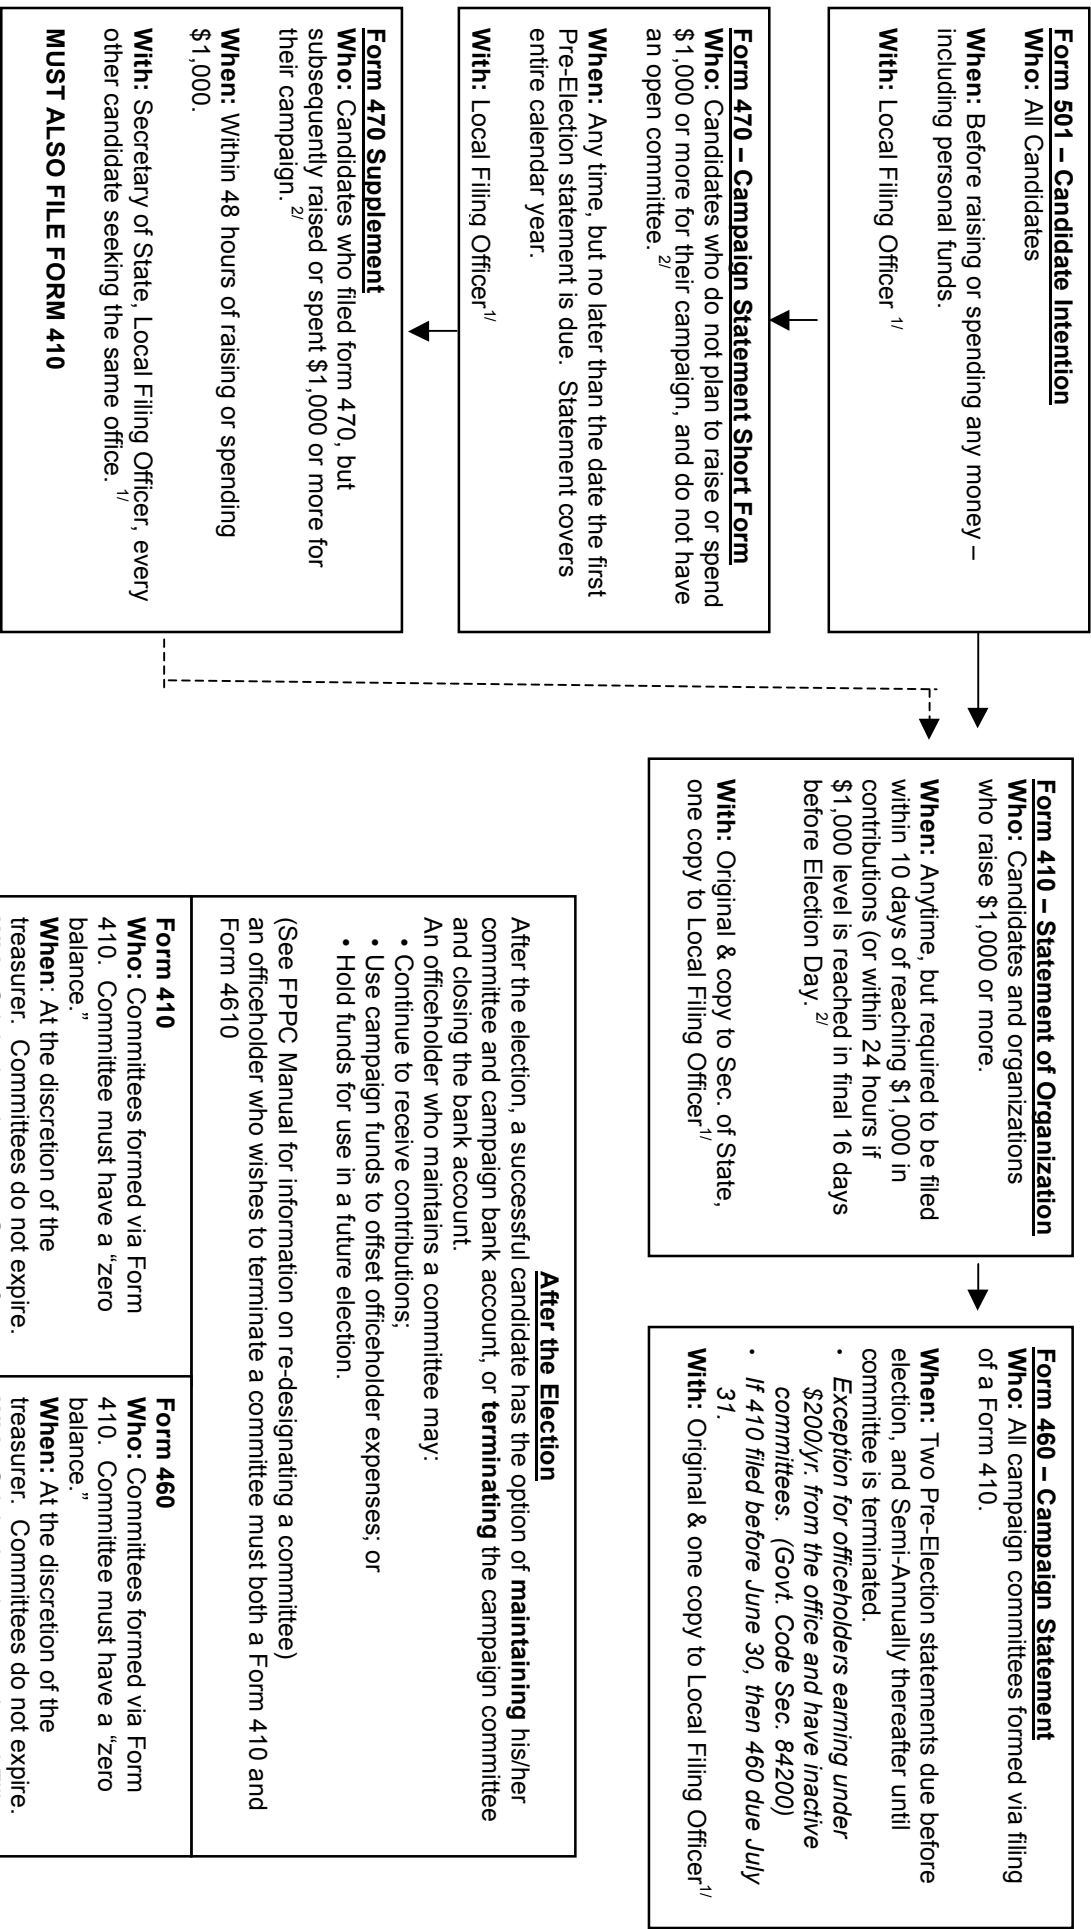 Form 501 – Candidate Intention
Who: All Candidates
When: Before raising or spending any money –
including personal funds.
With: Local Filing Officer 1/
Form 470 – Campaign Statement Short Form
Who: Candidates who do not plan to raise or spend
$1,000 or more for their campaign, and do not have
an open committee. 2/
When: Any time, but no later than the date the first
Pre-Election statement is due. Statement covers
entire calendar year.
With: Local Filing Officer1/
Form 470 Supplement
Who: Candidates who filed form 470, but
subsequently raised or spent $1,000 or more for
their campaign. 2/
When: Within 48 hours of raising or spending
$1,000.
With: Secretary of State, Local Filing Officer, every
other candidate seeking the same office. 1/
MUST ALSO FILE FORM 410
Form 410 – Statement of Organization
Who: Candidates and organizations
who raise $1,000 or more.
When: Anytime, but required to be filed
within 10 days of reaching $1,000 in
contributions (or within 24 hours if
$1,000 level is reached in final 16 days
before Election Day. 2/
With: Original & copy to Sec. of State,
one copy to Local Filing Officer1/
Form 460 – Campaign Statement
Who: All campaign committees formed via filing
of a Form 410.
When: Two Pre-Election statements due before
election, and Semi-Annually thereafter until
committee is terminated.
• Exception for officeholders earning under
$200/yr. from the office and have inactive
committees. (Govt. Code Sec. 84200)
• If 410 filed before June 30, then 460 due July
31.
With: Original & one copy to Local Filing Officer1/
After the Election
After the election, a successful candidate has the option of maintaining his/her
committee and campaign bank account, or terminating the campaign committee
and closing the bank account.
An officeholder who maintains a committee may:
• Continue to receive contributions;
• Use campaign funds to offset officeholder expenses; or
• Hold funds for use in a future election.
(See FPPC Manual for information on re-designating a committee)
an officeholder who wishes to terminate a committee must both a Form 410 and
Form 4610
Form 410
Who: Committees formed via Form
410. Committee must have a “zero
balance.”
When: At the discretion of the
treasurer. Committees do not expire.
Form 460
Who: Committees formed via Form
410. Committee must have a “zero
balance.”
When: At the discretion of the
treasurer. Committees do not expire.